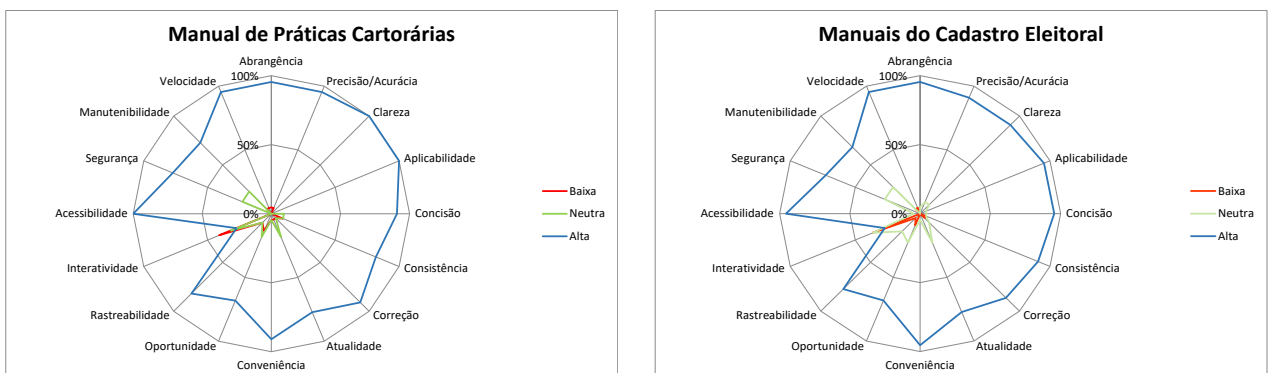 Manual de Práticas Cartorárias
Abrangência
Precisão/Acurácia
Clareza
Aplicabilidade
Concisão
Consistência
Correção
Atualidade
Conveniência
Oportunidade
Rastreabilidade
Interatividade
Acessibilidade
Segurança
Manutenibilidade
Velocidade
100%
50%
0%
Baixa
Neutra
Alta
Manuais do Cadastro Eleitoral
Abrangência
Precisão/Acurácia
Clareza
Aplicabilidade
Concisão
Consistência
Correção
Atualidade
Conveniência
Oportunidade
Rastreabilidade
Interatividade
Acessibilidade
Segurança
Manutenibilidade
Velocidade
100%
50%
0%
Baixa
Neutra
Alta